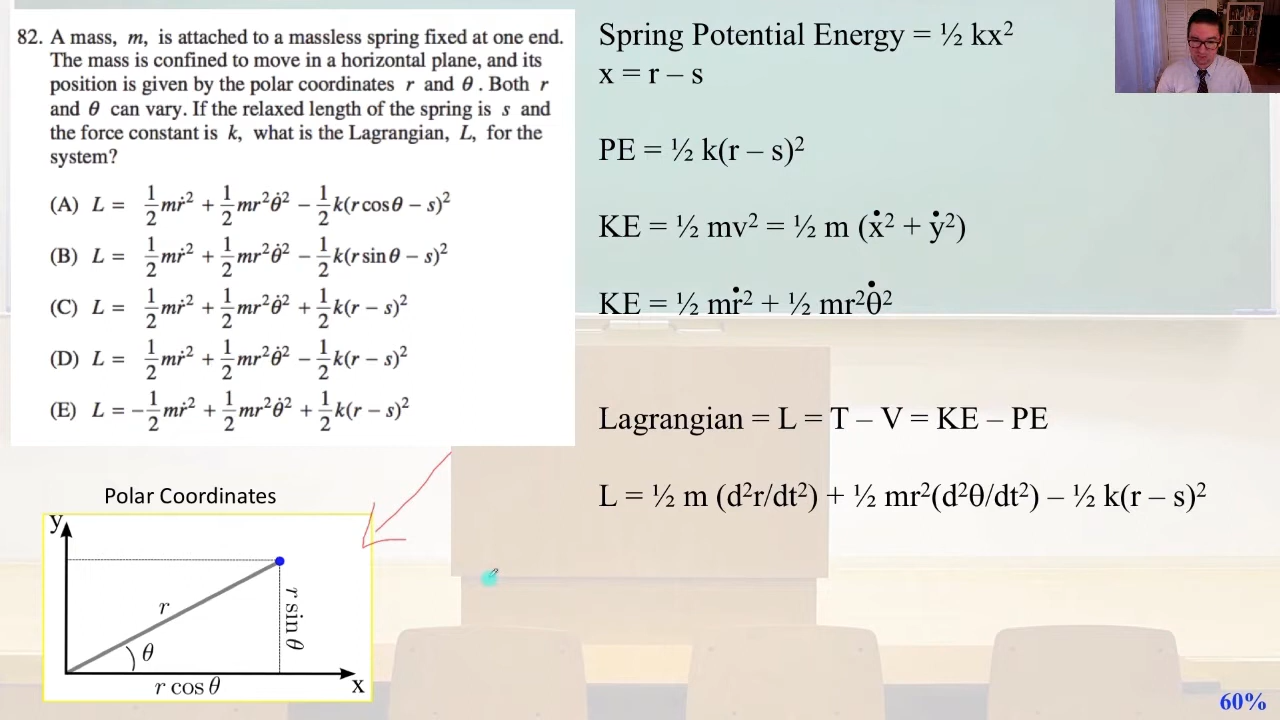 82. A mass, m, is attached to a massless spring fixed at one end.
The mass is confined to move in a horizontal plane, and its
position is given by the polar coordinates r and θ. Both r
and θ can vary. If the relaxed length of the spring is s and
the force constant is k, what is the Lagrangian, L, for the
system?
(A) L = 1/2 mṙ² + 1/2 mr²θ̇² − 1/2 k(r cos θ − s)²
(B) L = 1/2 mṙ² + 1/2 mr²θ̇² − 1/2 k(r sin θ − s)²
(C) L = 1/2 mṙ² + 1/2 mr²θ̇² + 1/2 k(r − s)²
(D) L = 1/2 mṙ² + 1/2 mr²θ̇² − 1/2 k(r − s)²
(E) L = −1/2 mṙ² + 1/2 mr²θ̇² + 1/2 k(r − s)²
Polar Coordinates
y
r
θ
r sin θ
r cos θ
x
Spring Potential Energy = ½ kx²
x = r – s
PE = ½ k(r – s)²
KE = ½ mv² = ½ m (ẋ² + ẏ²)
KE = ½ mṙ² + ½ mr²θ̇²
Lagrangian = L = T – V = KE – PE
L = ½ m (d²r/dt²) + ½ mr²(d²θ/dt²) – ½ k(r – s)²
60%